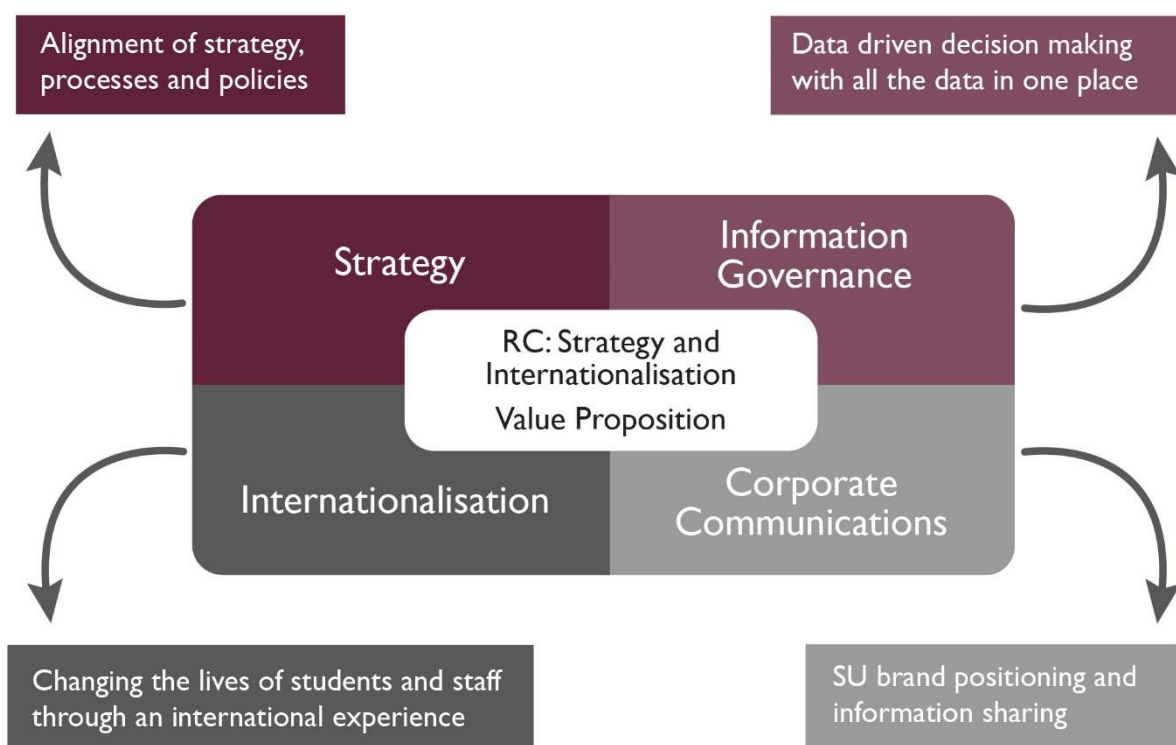 Alignment of strategy,
processes and policies
Data driven decision making
with all the data in one place
Strategy
Information
Governance
RC: Strategy and
Internationalisation
Value Proposition
Internationalisation
Corporate
Communications
Changing the lives of students and staff
through an international experience
SU brand positioning and
information sharing